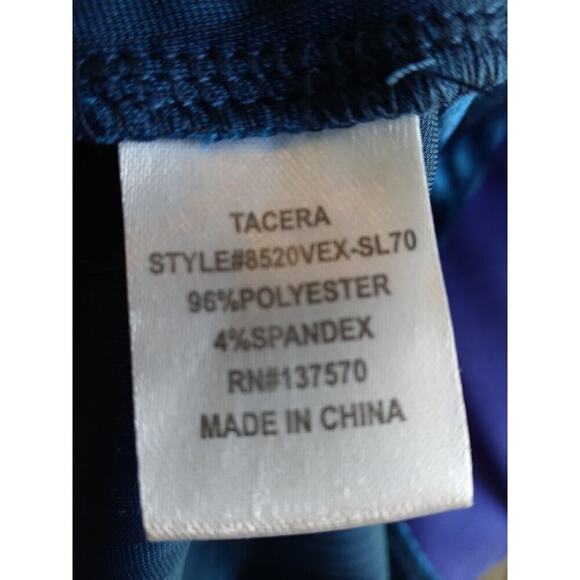 TACERA
STYLE#8520VEX-SL70
96%POLYESTER
4%SPANDEX
RN#137570
MADE IN CHINA